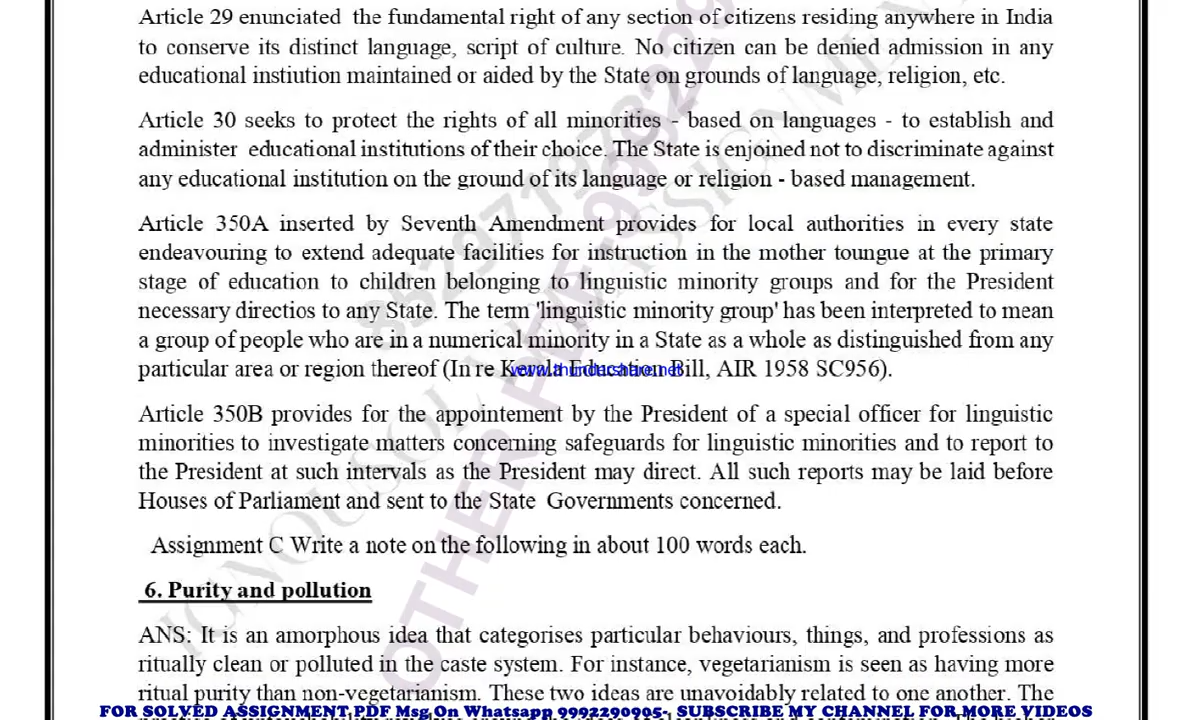 Article 29 enunciated the fundamental right of any section of citizens residing anywhere in India
to conserve its distinct language, script of culture. No citizen can be denied admission in any
educational instiution maintained or aided by the State on grounds of language, religion, etc.
Article 30 seeks to protect the rights of all minorities - based on languages - to establish and
administer educational institutions of their choice. The State is enjoined not to discriminate against
any educational institution on the ground of its language or religion - based management.
Article 350A inserted by Seventh Amendment provides for local authorities in every state
endeavouring to extend adequate facilities for instruction in the mother toungue at the primary
stage of education to children belonging to linguistic minority groups and for the President
necessary directios to any State. The term 'linguistic minority group' has been interpreted to mean
a group of people who are in a numerical minority in a State as a whole as distinguished from any
particular area or region thereof (In re Kerala Education Bill, AIR 1958 SC956).
Article 350B provides for the appointement by the President of a special officer for linguistic
minorities to investigate matters concerning safeguards for linguistic minorities and to report to
the President at such intervals as the President may direct. All such reports may be laid before
Houses of Parliament and sent to the State Governments concerned.
Assignment C Write a note on the following in about 100 words each.
6. Purity and pollution
ANS: It is an amorphous idea that categorises particular behaviours, things, and professions as
ritually clean or polluted in the caste system. For instance, vegetarianism is seen as having more
ritual purity than non-vegetarianism. These two ideas are unavoidably related to one another. The
FOR SOLVED ASSIGNMENT PDF Msg On Whatsapp 9992290905-, SUBSCRIBE MY CHANNEL FOR MORE VIDEOS